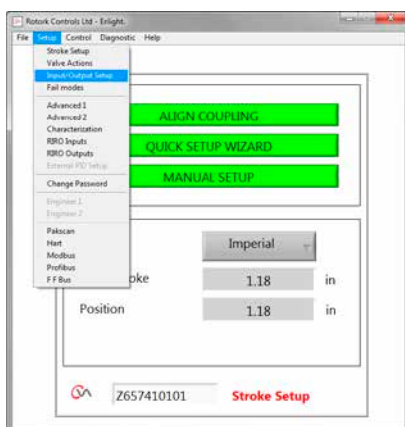 Rotork Controls Ltd - Enlight.
File Setup Control Diagnostic Help
Stroke Setup
Valve Actions
Input/Output Setup
Fail modes
Advanced 1
Advanced 2
Characterization
RIRO Inputs
RIRO Outputs
External PID Setup
Change Password
Engineer 1
Engineer 2
Pakscan
Hart
Modbus
Profibus
F F Bus
ALIGN COUPLING
QUICK SETUP WIZARD
MANUAL SETUP
Imperial
oke 1.18 in
Position 1.18 in
Z657410101 Stroke Setup